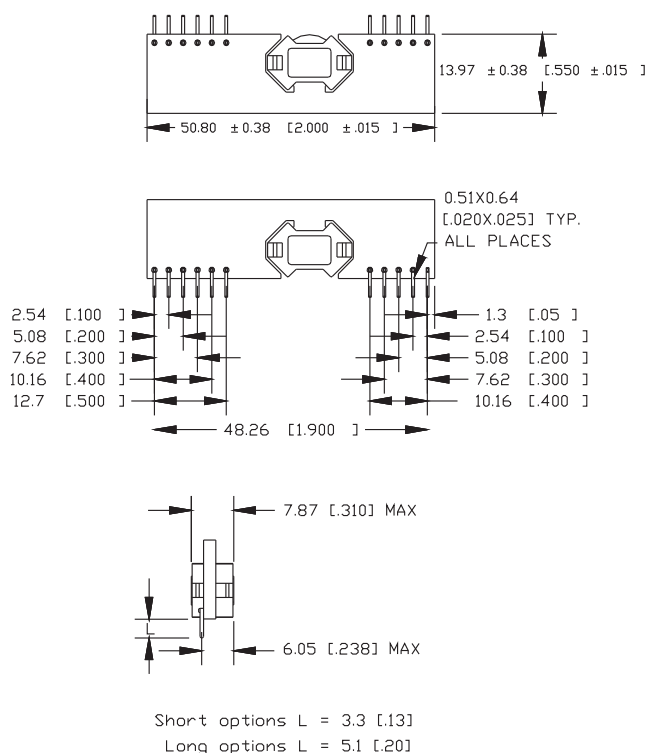 13.97 ±0.38 [.550 ±.015 ]
50.80 ±0.38 [2.000 ±.015 ]
0.51X0.64
[.020X.025] TYP.
ALL PLACES
2.54 [.100 ]
5.08 [.200 ]
7.62 [.300 ]
10.16 [.400 ]
12.7 [.500 ]
1.3 [.05 ]
2.54 [.100 ]
5.08 [.200 ]
7.62 [.300 ]
10.16 [.400 ]
48.26 [1.900 ]
7.87 [.310] MAX
L
6.05 [.238] MAX
Short options L = 3.3 [.13]
Long options L = 5.1 [.20]